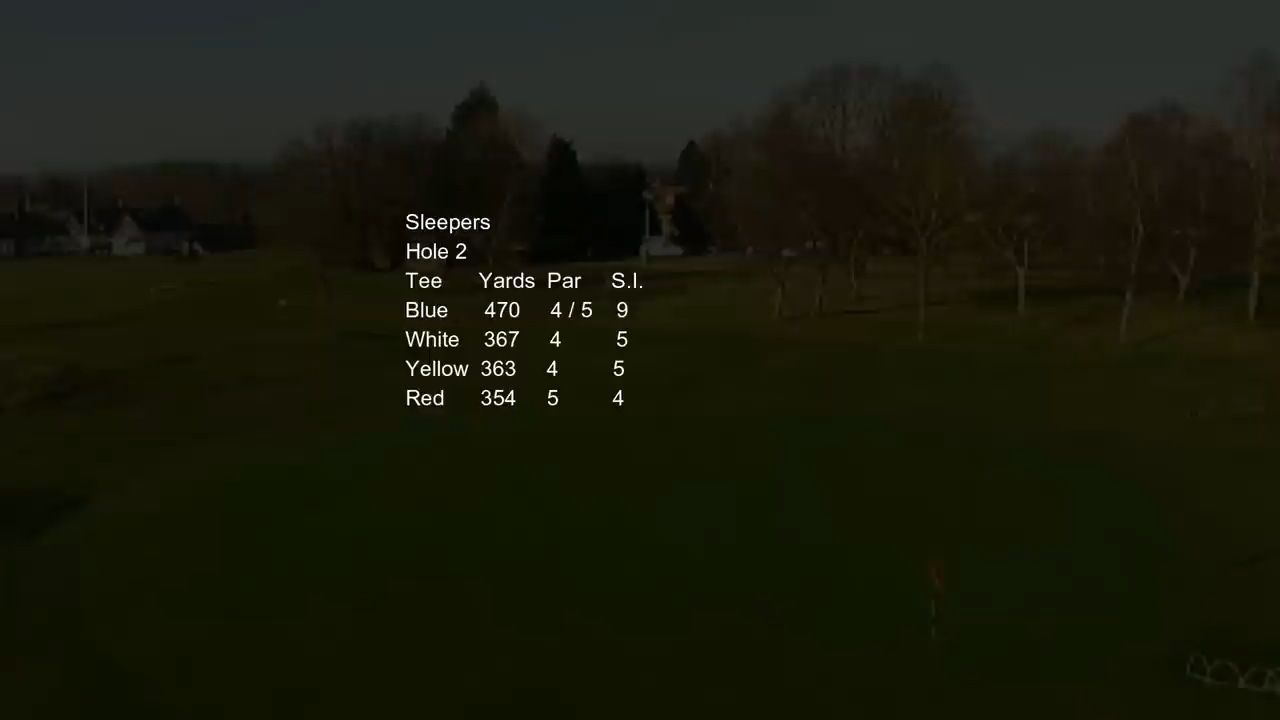 Sleepers
Hole 2
Tee Yards Par S.I.
Blue 470 4 / 5 9
White 367 4 5
Yellow 363 4 5
Red 354 5 4